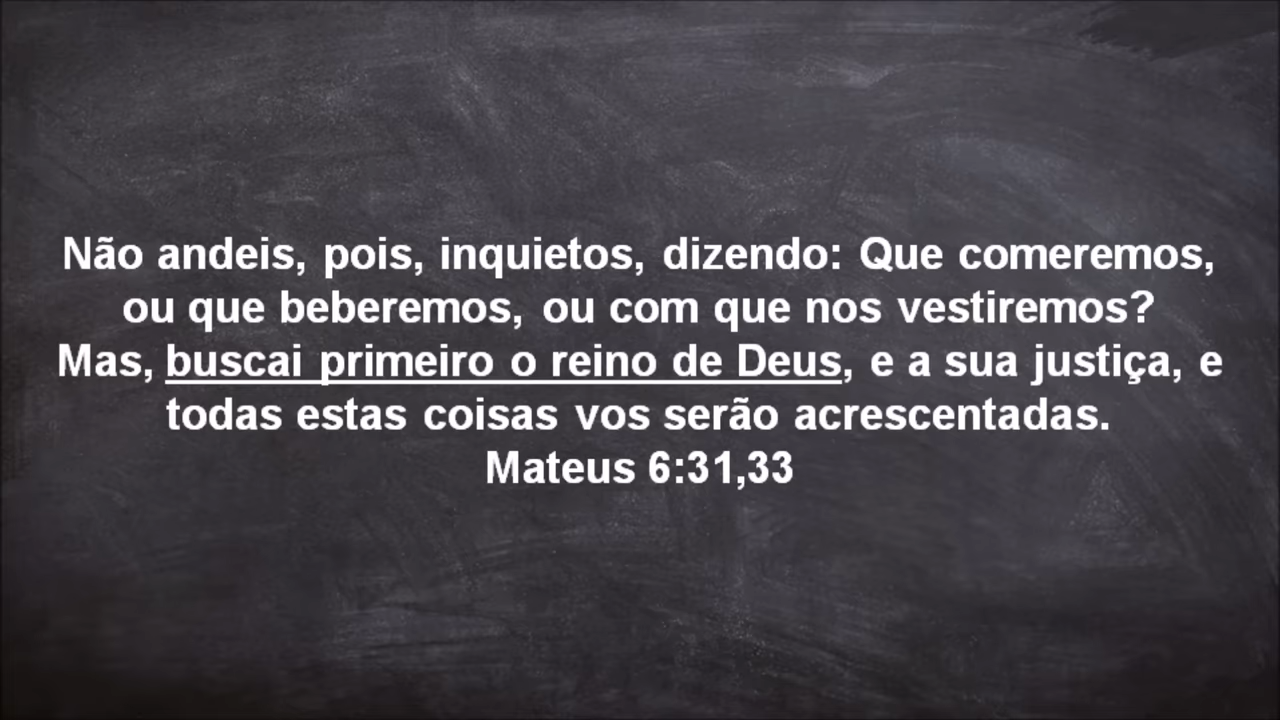 Não andeis, pois, inquietos, dizendo: Que comeremos,
ou que beberemos, ou com que nos vestiremos?
Mas, buscai primeiro o reino de Deus, e a sua justiça, e
todas estas coisas vos serão acrescentadas.
Mateus 6:31,33